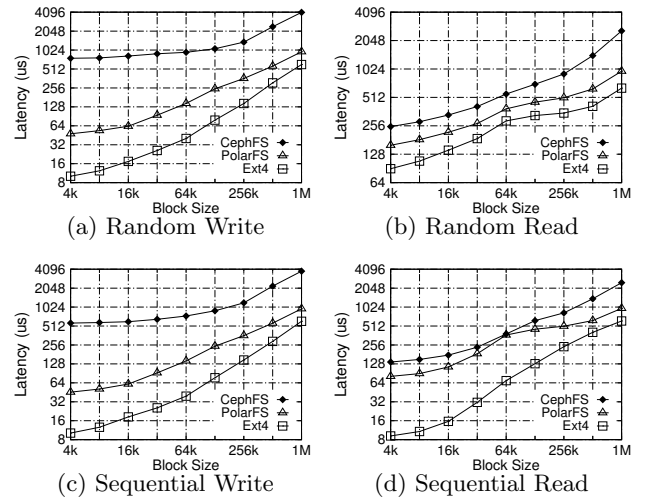 4096
2048
1024
512
256
128
64
32
16
8
Latency (us)
CephFS
PolarFS
Ext4
4k 16k 64k 256k 1M
Block Size
(a) Random Write
4096
2048
1024
512
256
128
64
Latency (us)
CephFS
PolarFS
Ext4
4k 16k 64k 256k 1M
Block Size
(b) Random Read
4096
2048
1024
512
256
128
64
32
16
8
Latency (us)
CephFS
PolarFS
Ext4
4k 16k 64k 256k 1M
Block Size
(c) Sequential Write
4096
2048
1024
512
256
128
64
32
16
8
Latency (us)
CephFS
PolarFS
Ext4
4k 16k 64k 256k 1M
Block Size
(d) Sequential Read